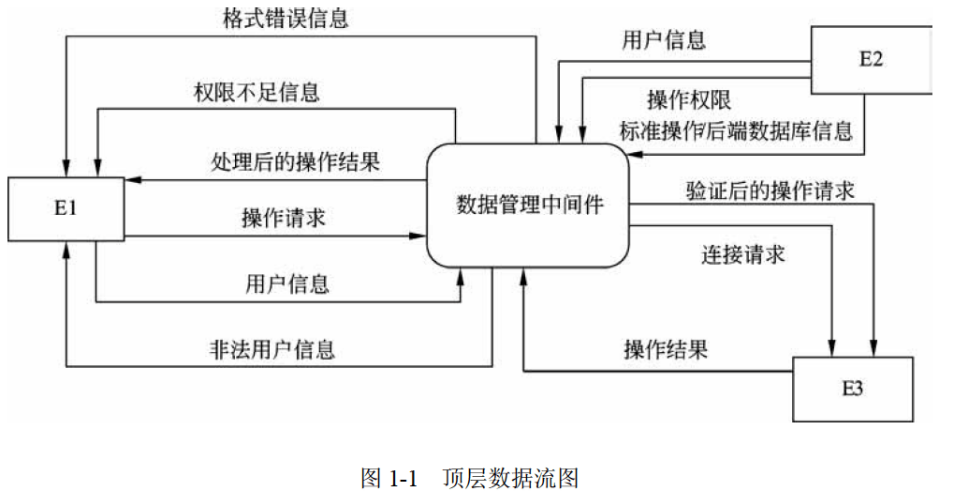 格式错误信息
用户信息
E2
权限不足信息
操作权限
标准操作/后端数据库信息
处理后的操作结果
E1
数据管理中间件
验证后的操作请求
操作请求
连接请求
用户信息
非法用户信息
操作结果
E3
图 1-1 顶层数据流图